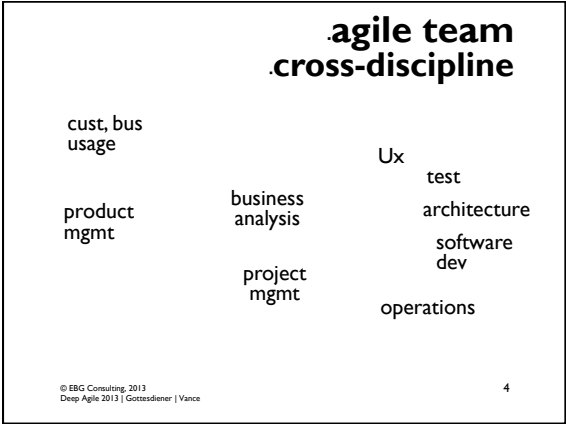 .agile team
.cross-discipline
cust, bus
usage
product
mgmt
business
analysis
project
mgmt
Ux
test
architecture
software
dev
operations
© EBG Consulting, 2013
Deep Agile 2013 | Gottesdiener | Vance
4